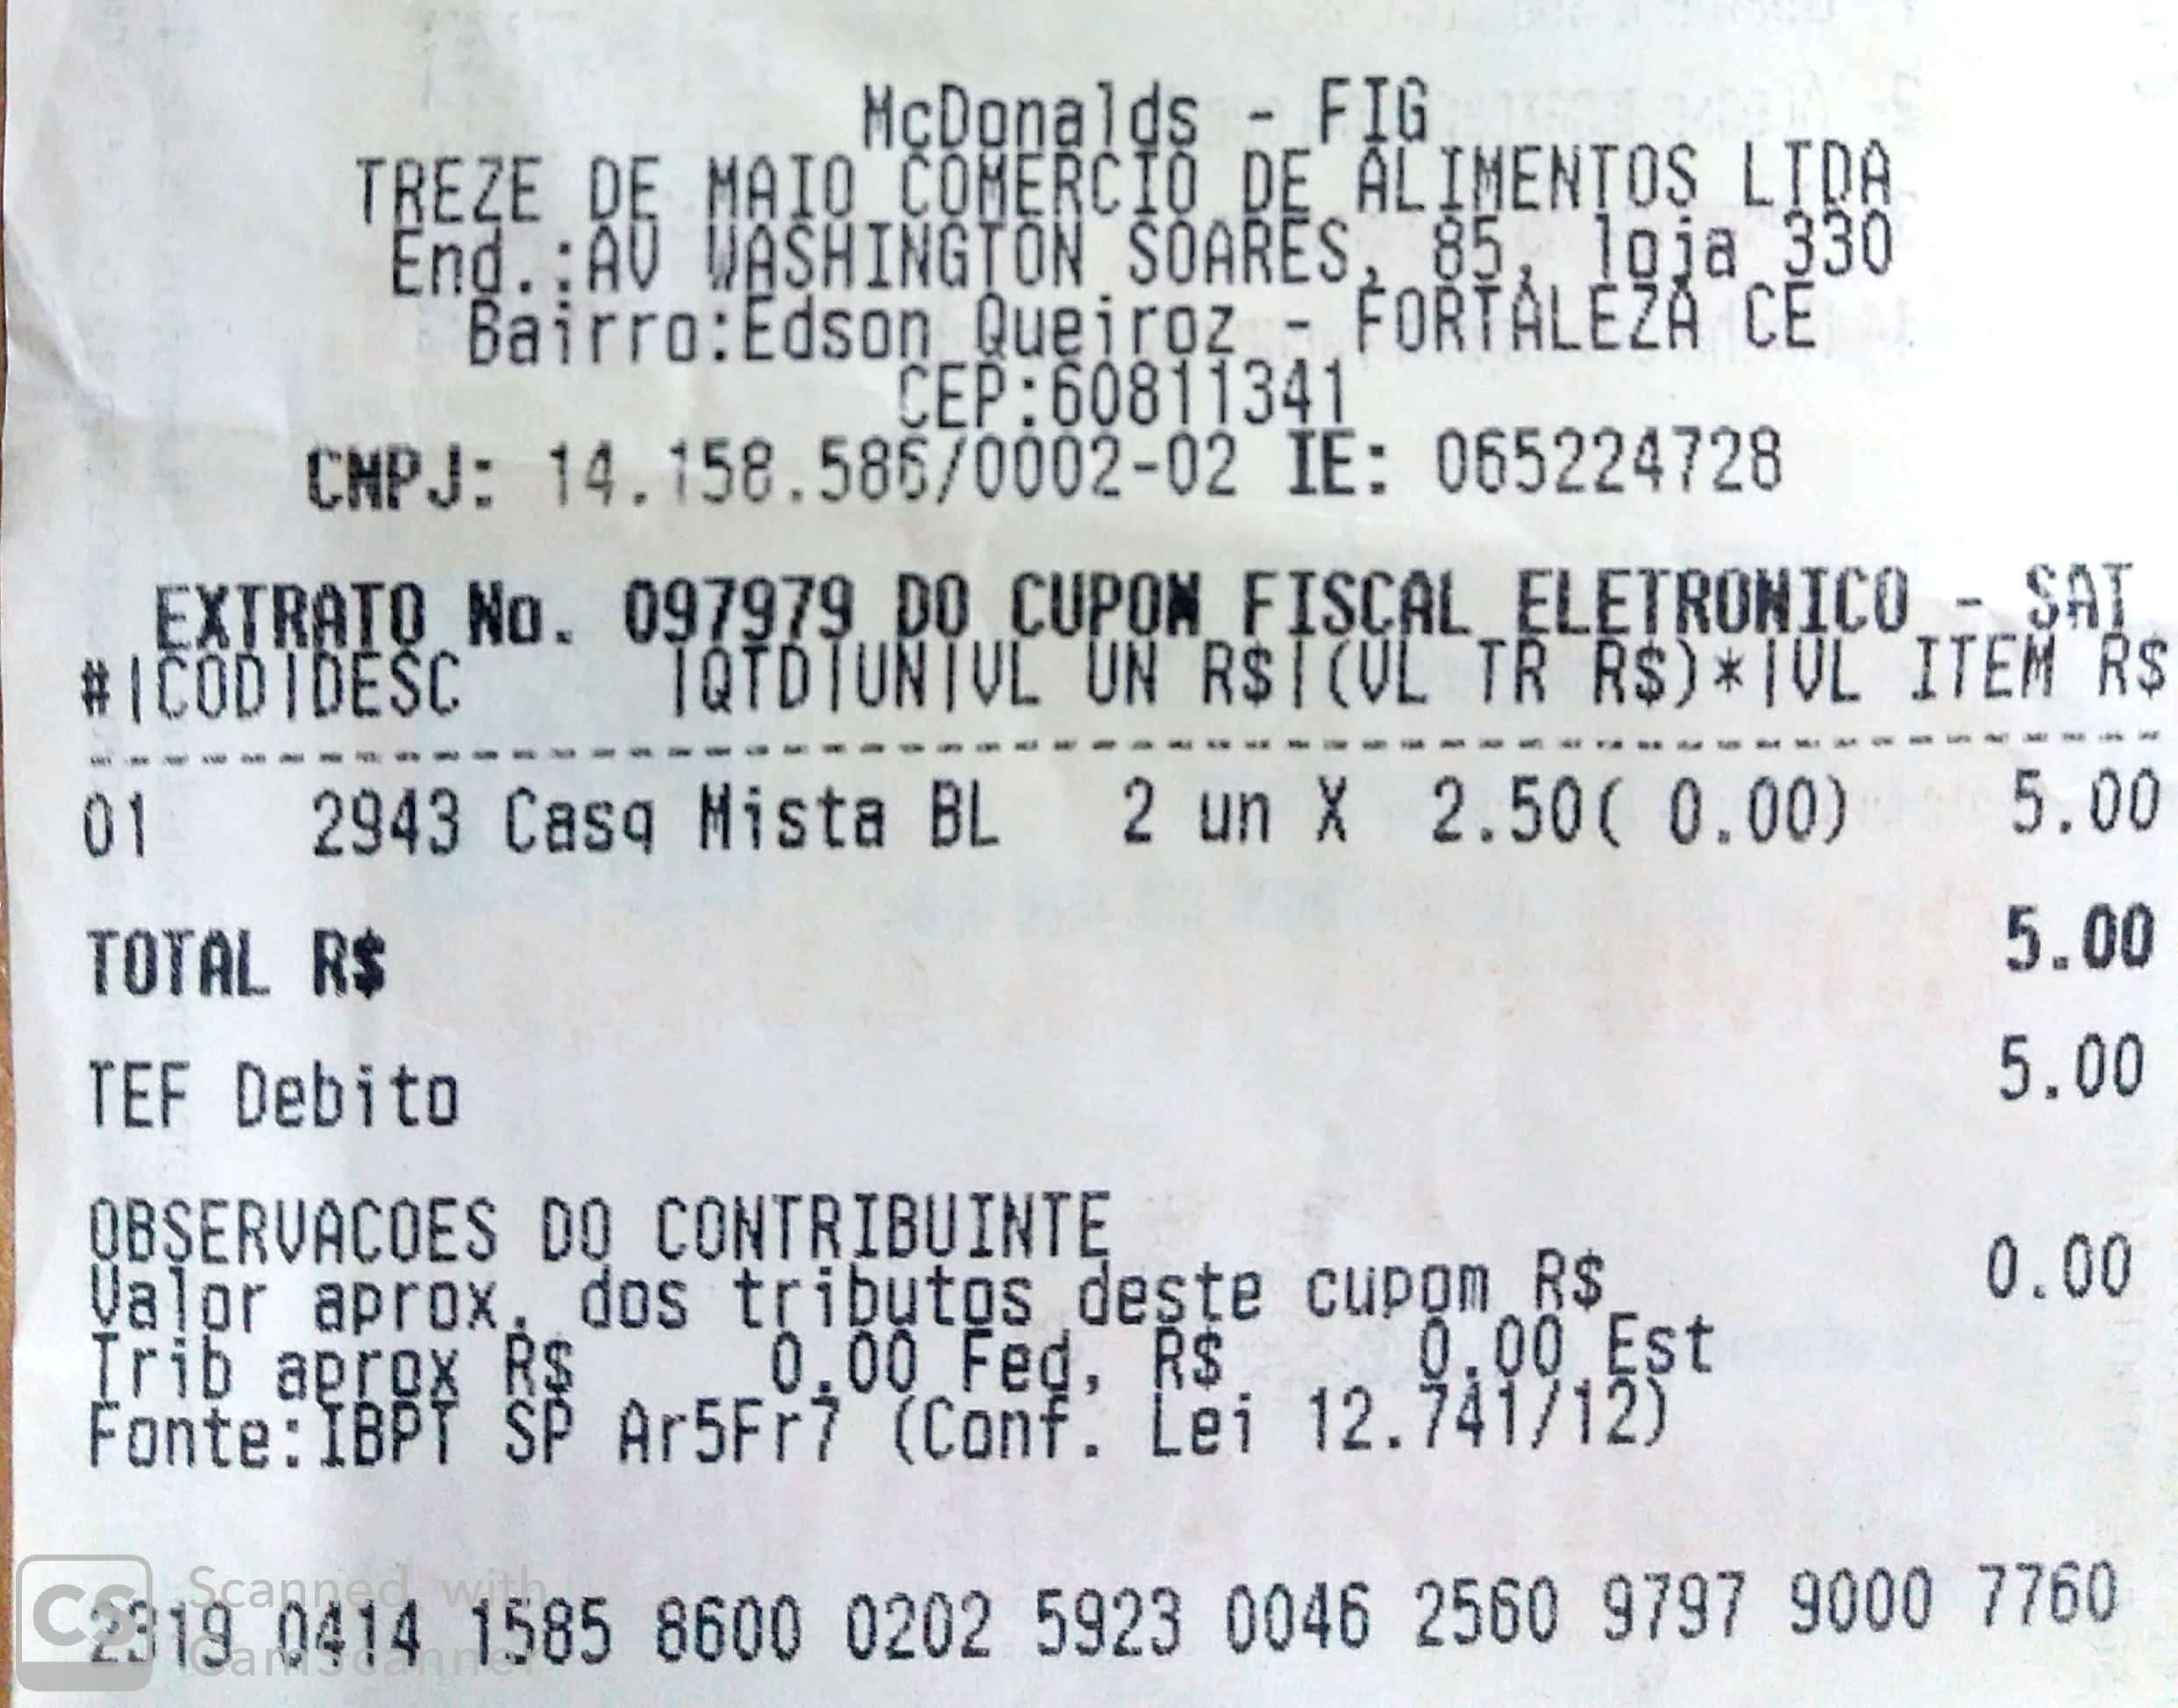 McDonalds - FIG
TREZE DE MAIO COMERCIO DE ALIMENTOS LTDA
End.:AV WASHINGTON SOARES, 85, loja 330
Bairro:Edson Queiroz - FORTALEZA CE
CEP:60811341
CNPJ: 14.158.586/0002-02 IE: 065224728
EXTRATO No. 097979 DO CUPOM FISCAL ELETRONICO - SAT
#|COD|DESC |QTD|UN|VL UN R$|(VL TR R$)*|VL ITEM R$
01 2943 Casq Mista BL 2 un X 2.50( 0.00) 5.00
TOTAL R$ 5.00
TEF Debito 5.00
OBSERVACOES DO CONTRIBUINTE
Valor aprox. dos tributos deste cupom R$ 0.00
Trib aprox R$ 0.00 Fed, R$ 0.00 Est
Fonte:IBPT SP Ar5Fr7 (Conf. Lei 12.741/12)
2319 0414 1585 8600 0202 5923 0046 2560 9797 9000 7760
CS Scanned with
CamScanner